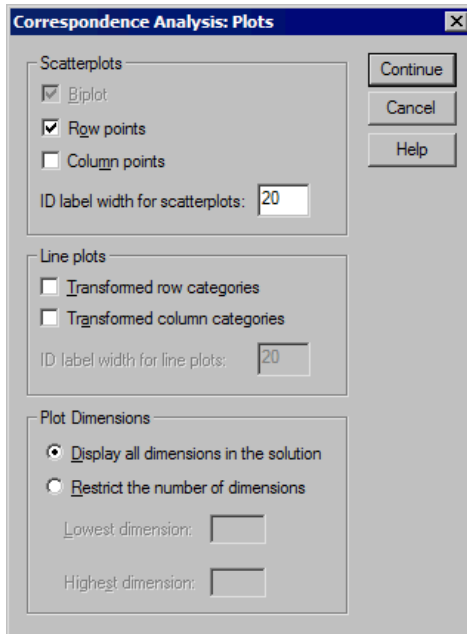 Correspondence Analysis: Plots
Scatterplots
Biplot
Row points
Column points
ID label width for scatterplots: 20
Continue
Cancel
Help
Line plots
Transformed row categories
Transformed column categories
ID label width for line plots: 20
Plot Dimensions
Display all dimensions in the solution
Restrict the number of dimensions
Lowest dimension:
Highest dimension: